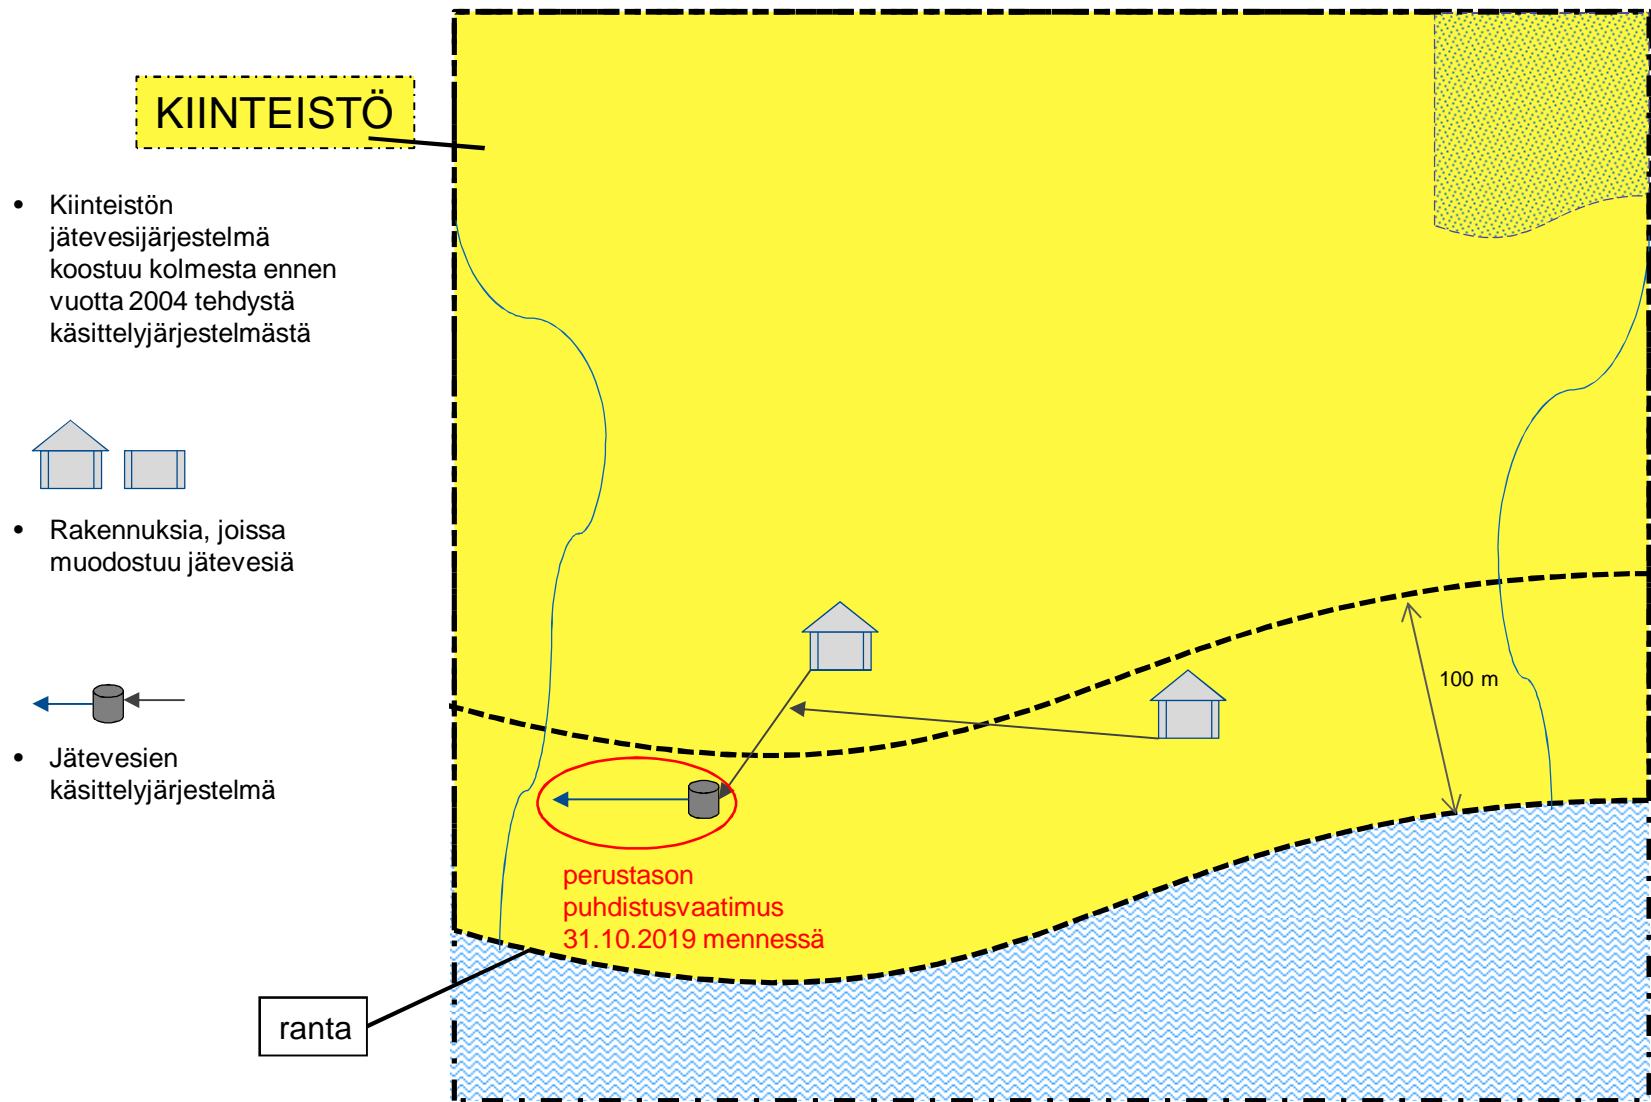 KIINTEISTÖ
• Kiinteistön
jätevesijärjestelmä
koostuu kolmesta ennen
vuotta 2004 tehdystä
käsittelyjärjestelmästä
• Rakennuksia, joissa
muodostuu jätevesiä
• Jätevesien
käsittelyjärjestelmä
100 m
perustason
puhdistusvaatimus
31.10.2019 mennessä
ranta